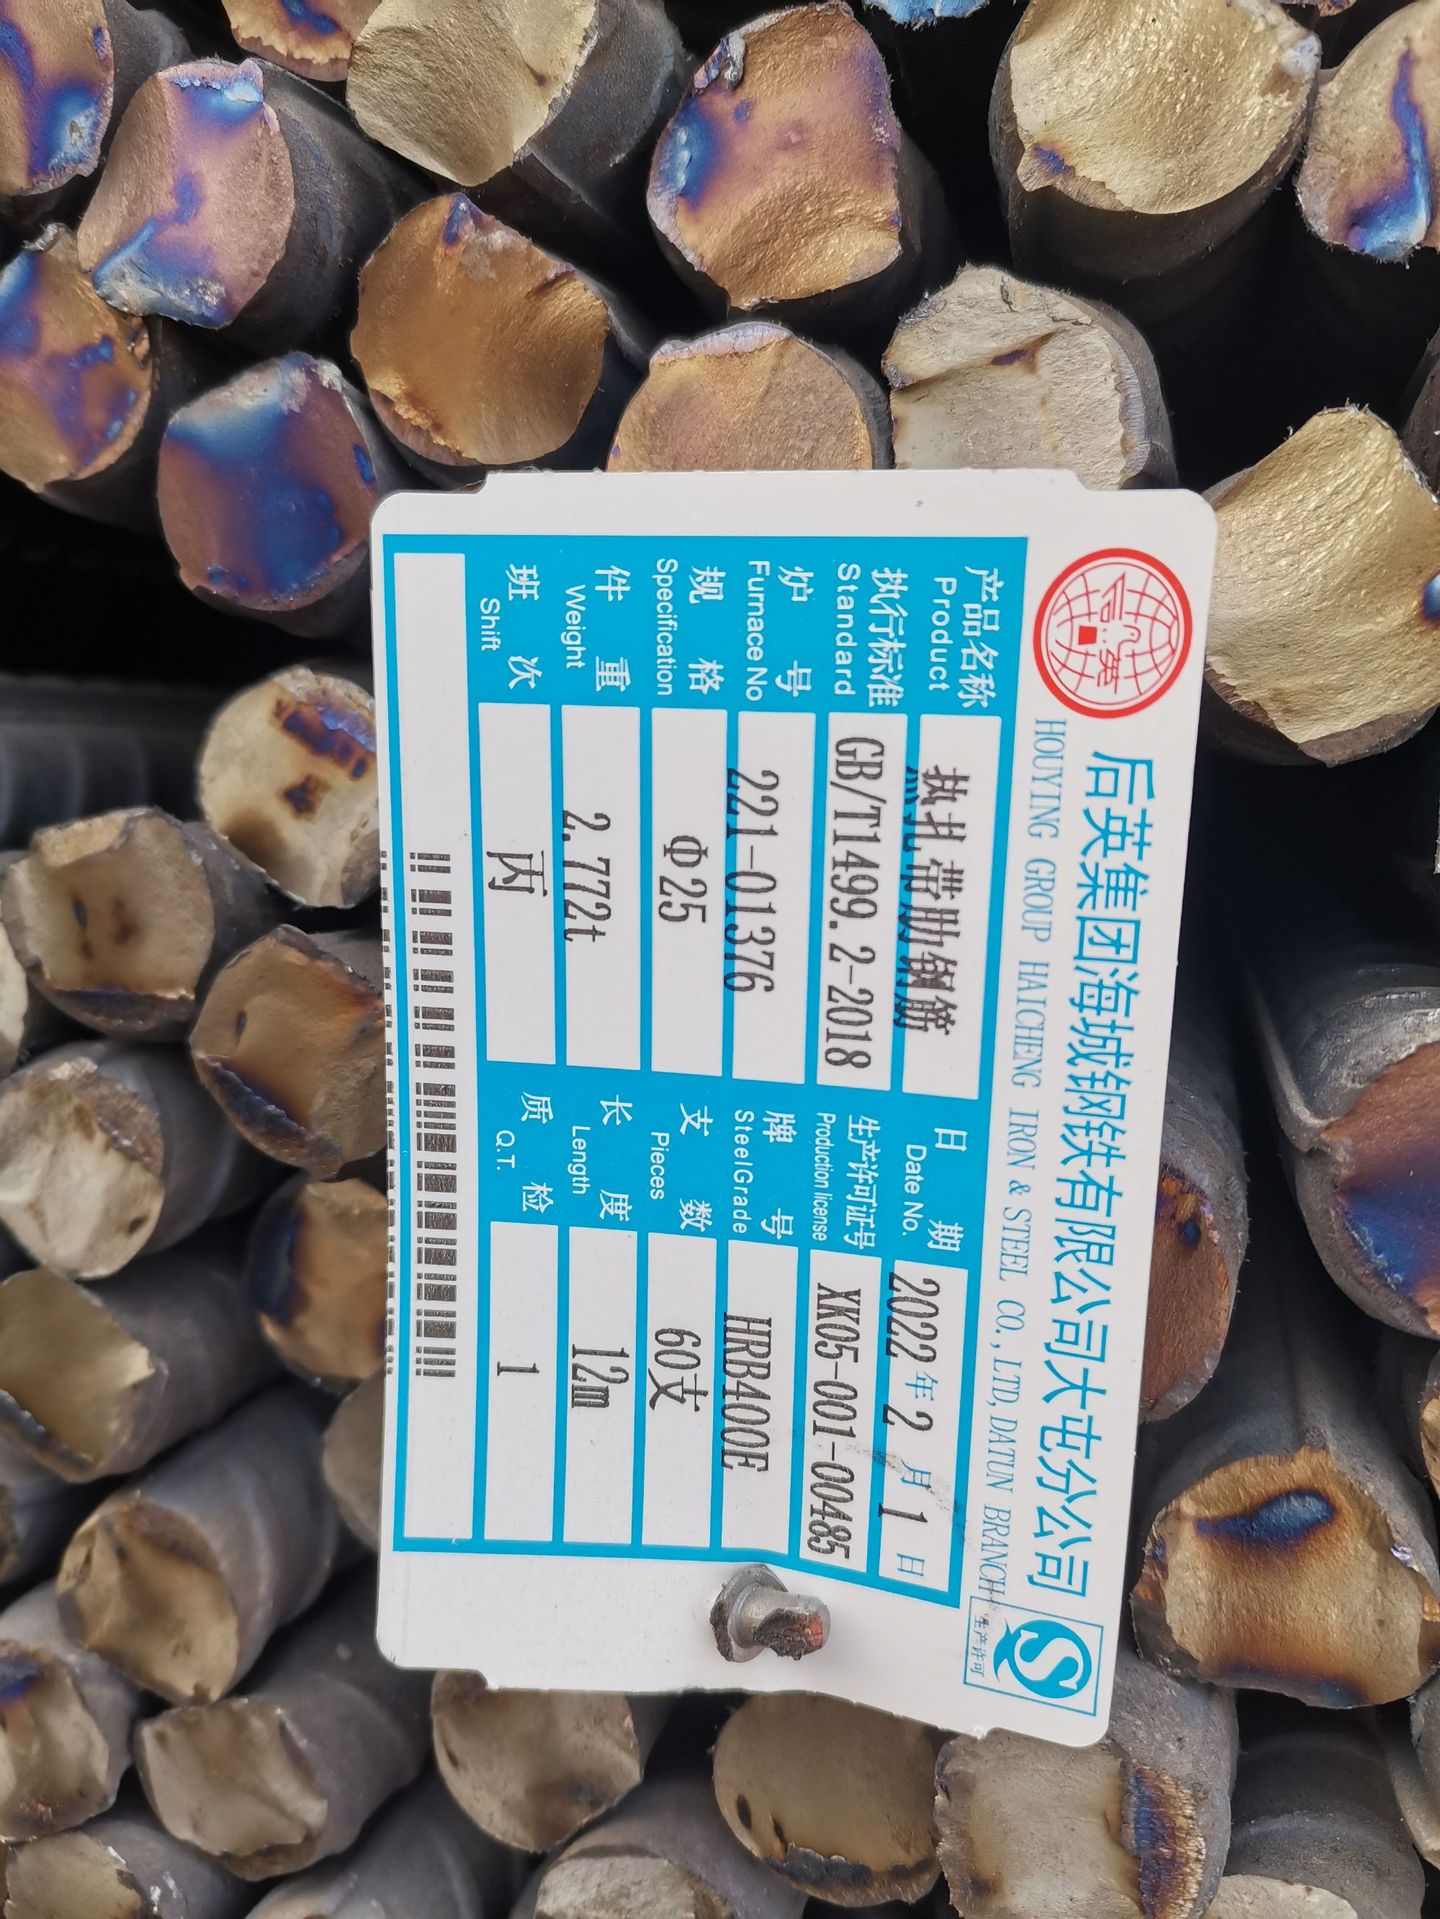 后英集团海城钢铁有限公司大屯分公司
HOUYING GROUP HAICHENG IRON & STEEL CO., LTD, DATUN BRANCH
生产许可
后英
产品名称 热扎带肋钢筋 日 期 2022年2月1日
Product Date No.
执行标准 GB/T1499.2-2018 生产许可证号 XK05-001-00485
Standard Production license
炉 号 221-01376 牌 号 HRB400E
Furnace No Steel Grade
规 格 Φ25 支 数 60支
Specification Pieces
件 重 2.772t 长 度 12m
Weight Length
班 次 丙 质 检 1
Shift Q.T.